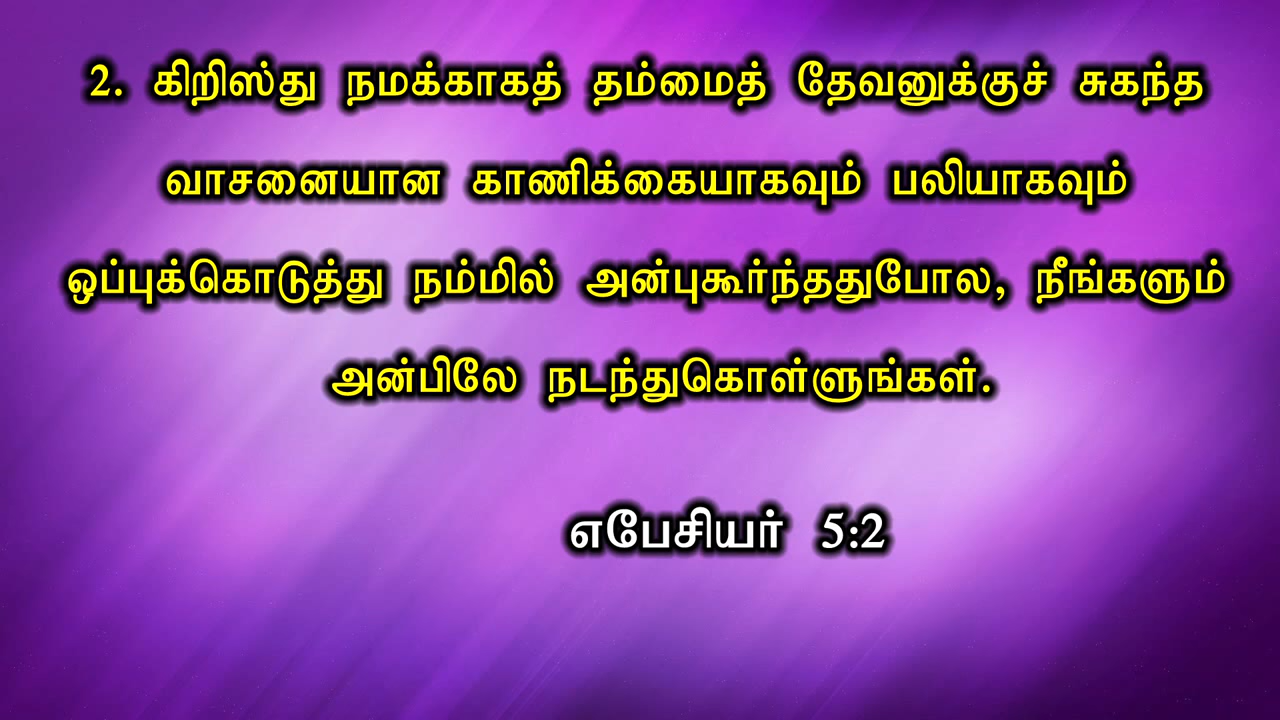 2. கிறிஸ்து நமக்காகத் தம்மைத் தேவனுக்குச் சுகந்த
வாசனையான காணிக்கையாகவும் பலியாகவும்
ஒப்புக்கொடுத்து நம்மில் அன்புகூர்ந்ததுபோல, நீங்களும்
அன்பிலே நடந்துகொள்ளுங்கள்.
எபேசியர் 5:2